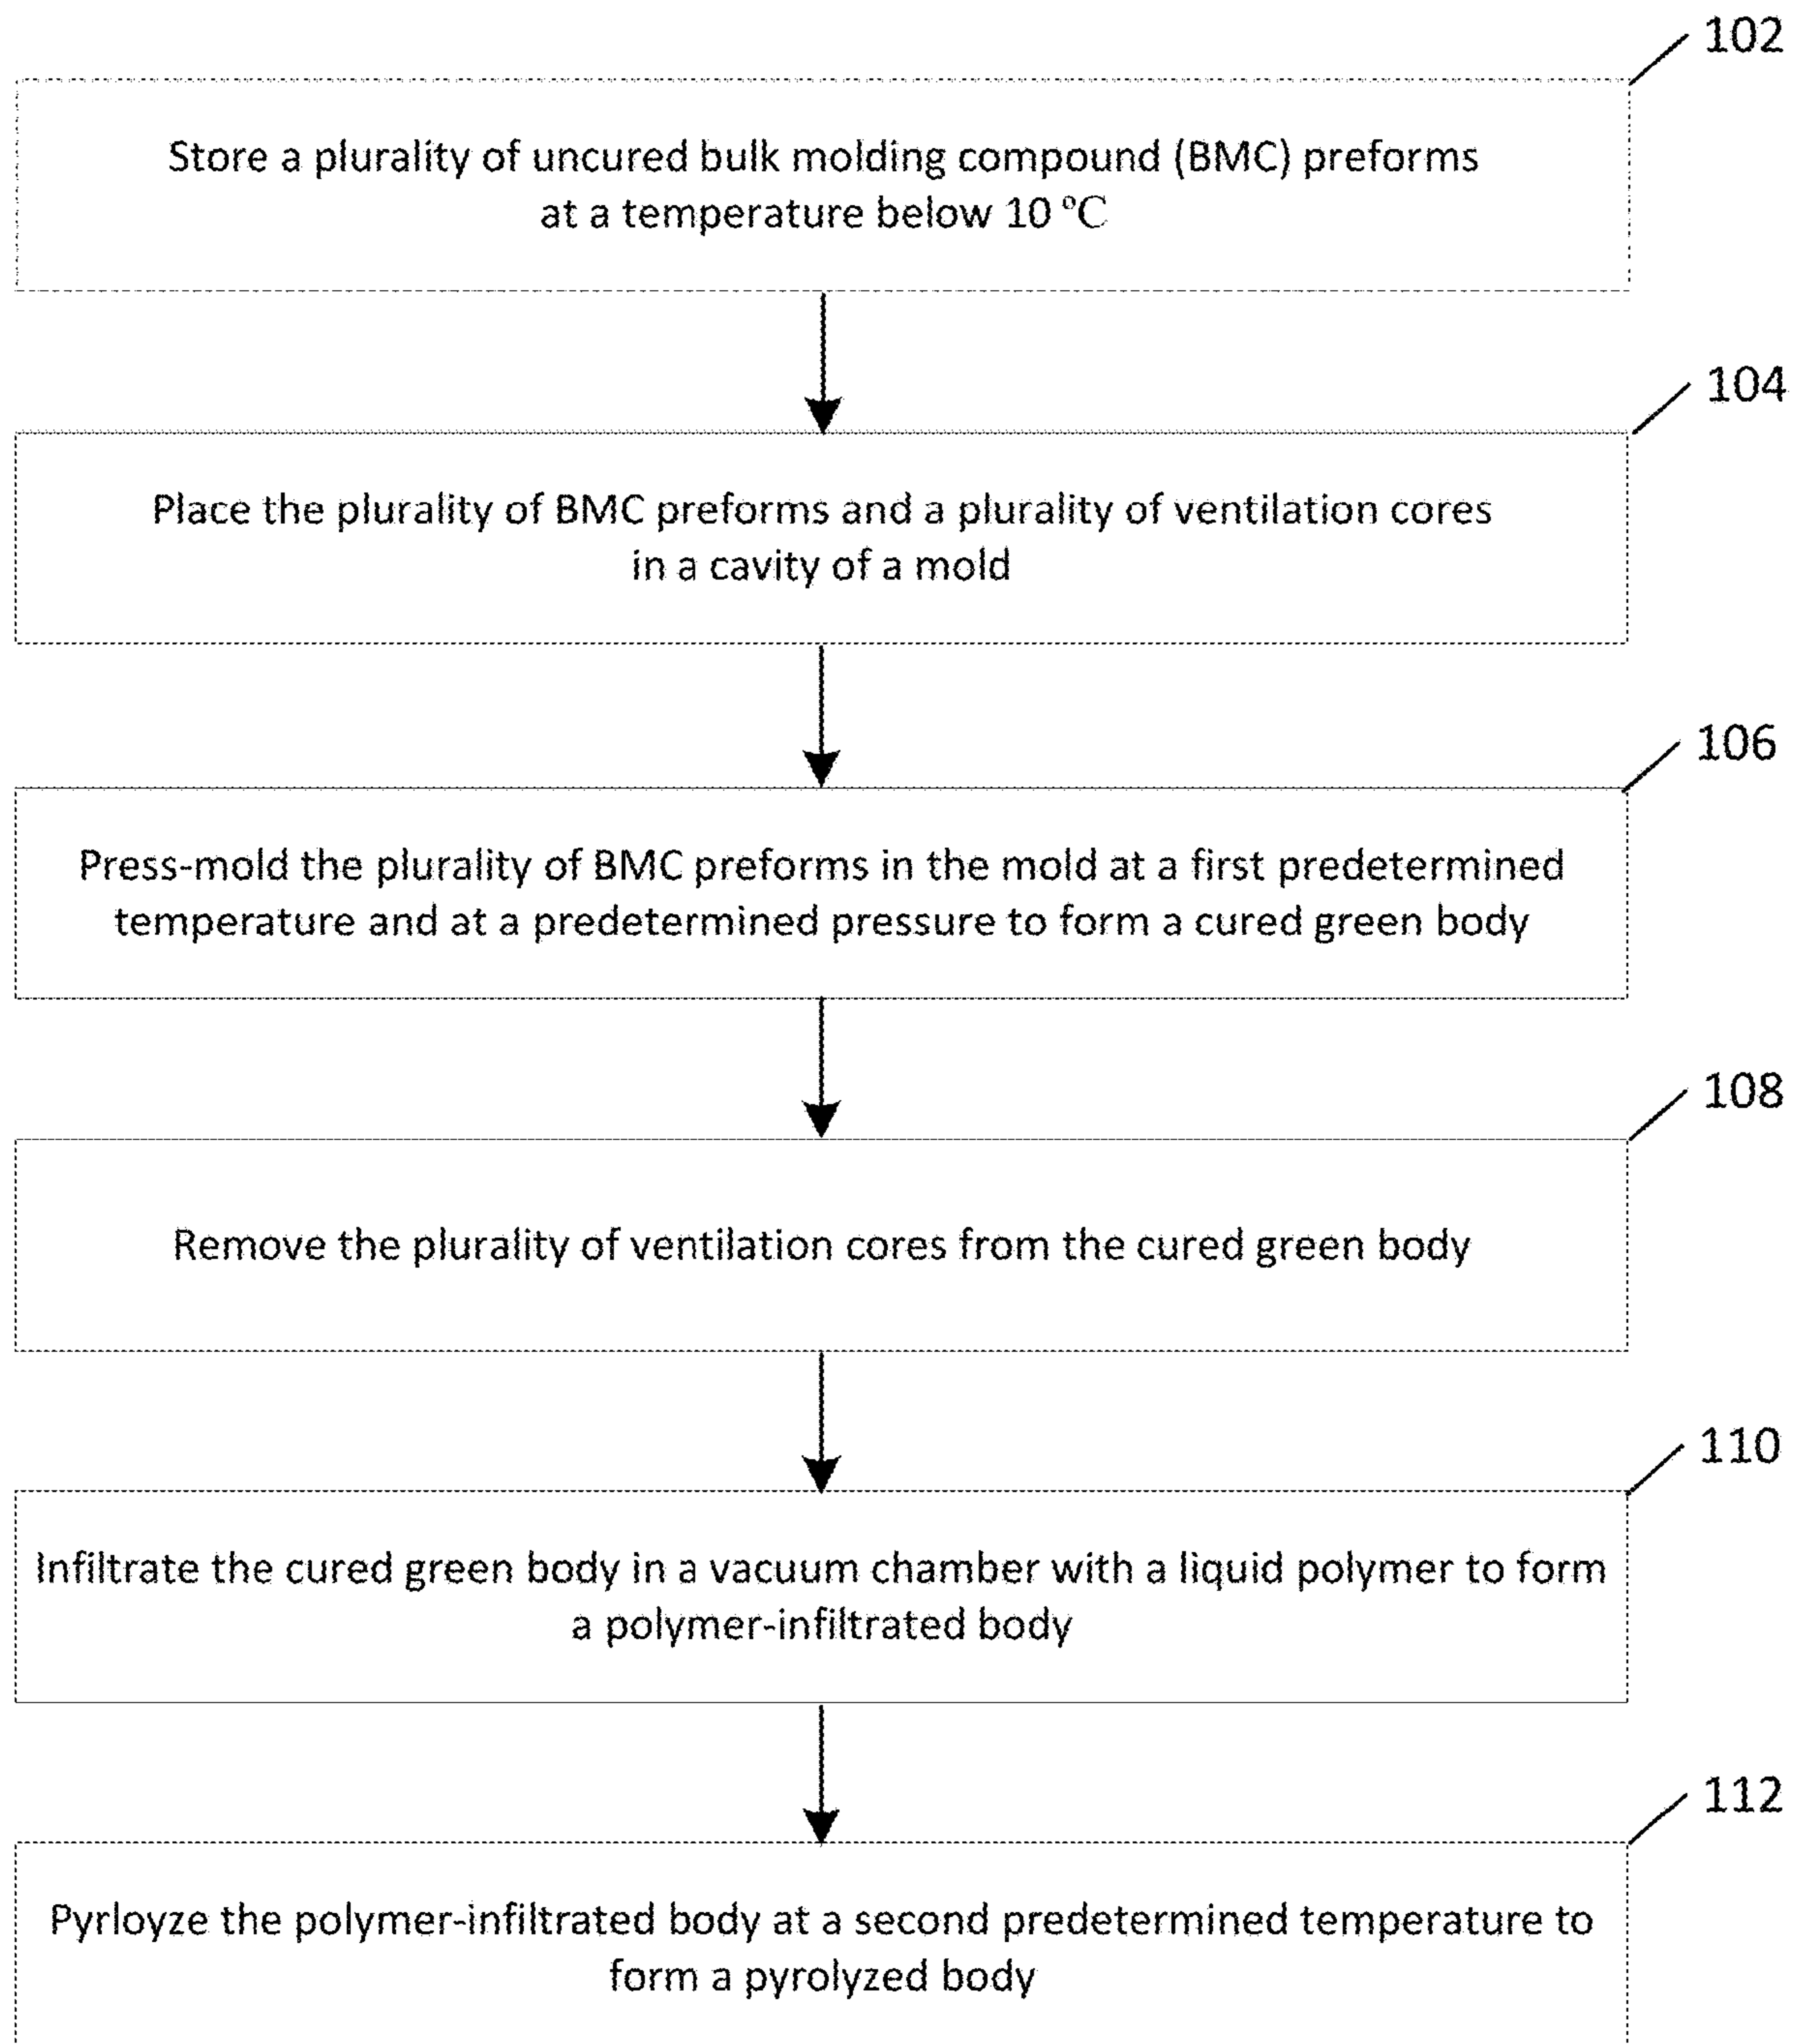 102
Store a plurality of uncured bulk molding compound (BMC) preforms
at a temperature below 10 °C
104
Place the plurality of BMC preforms and a plurality of ventilation cores
in a cavity of a mold
106
Press-mold the plurality of BMC preforms in the mold at a first predetermined
temperature and at a predetermined pressure to form a cured green body
108
Remove the plurality of ventilation cores from the cured green body
110
Infiltrate the cured green body in a vacuum chamber with a liquid polymer to form
a polymer-infiltrated body
112
Pyrloyze the polymer-infiltrated body at a second predetermined temperature to
form a pyrolyzed body